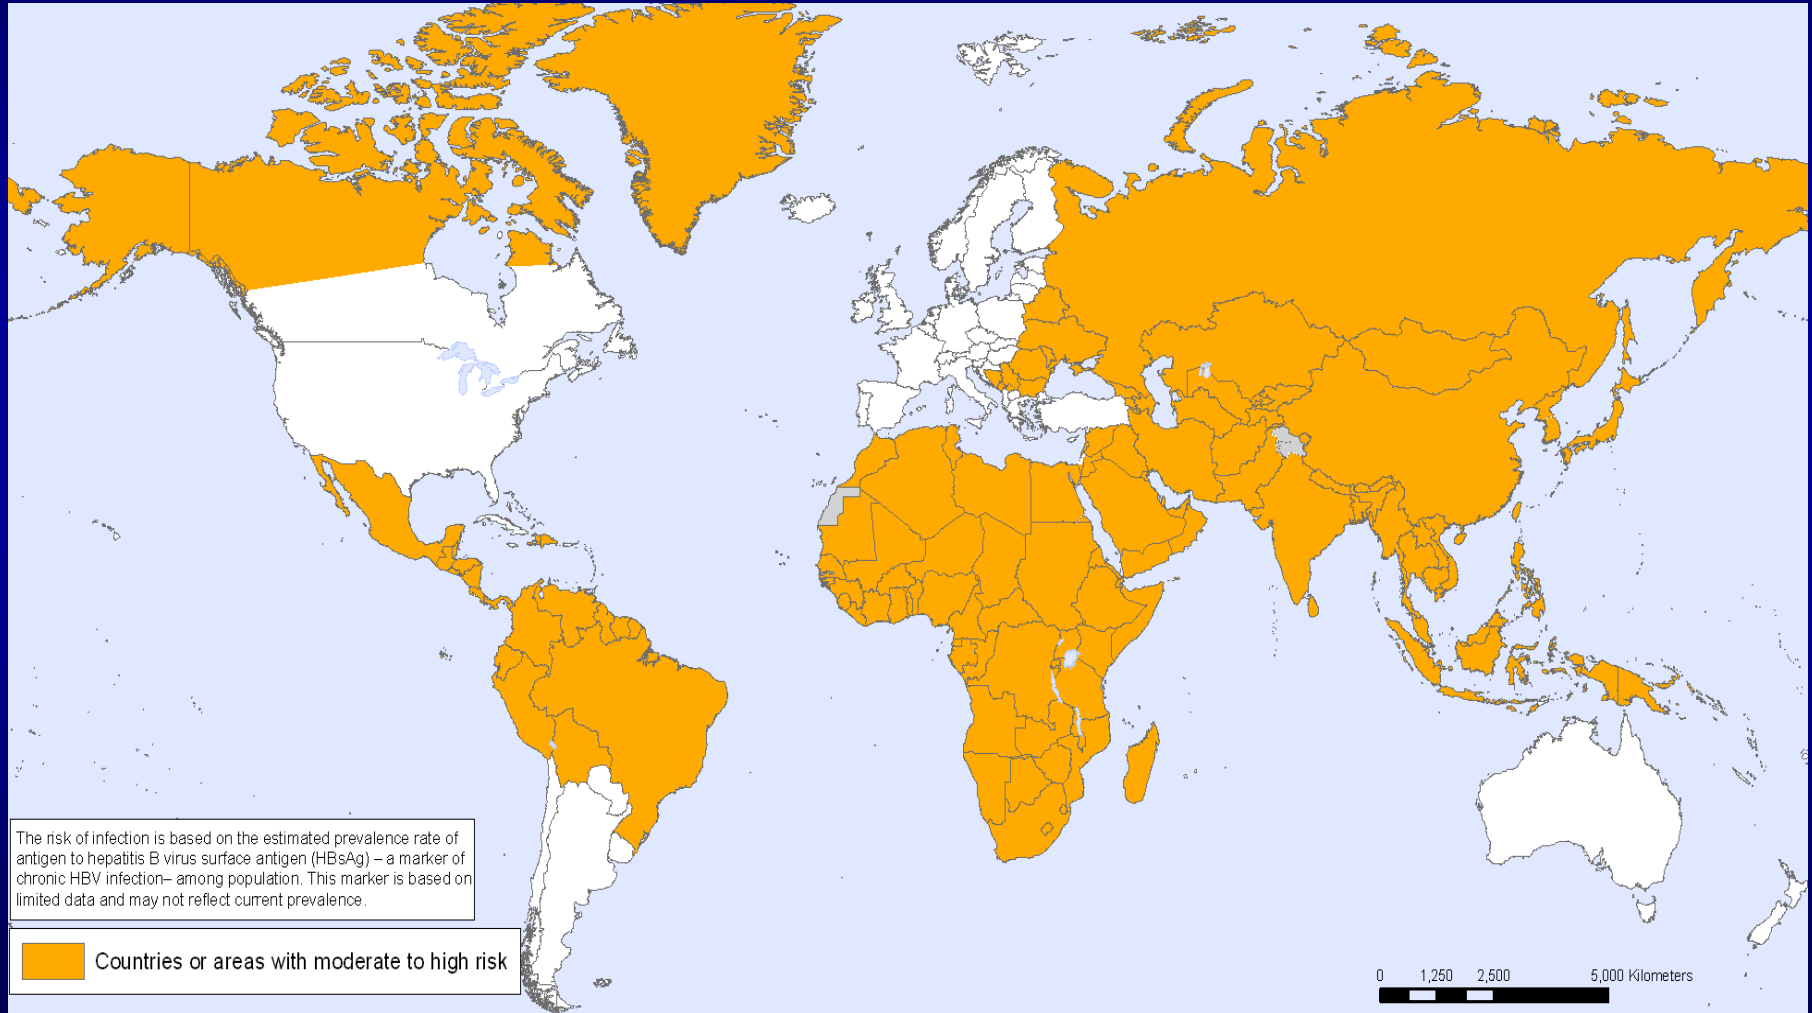 The risk of infection is based on the estimated prevalence rate of
antigen to hepatitis B virus surface antigen (HBsAg) – a marker of
chronic HBV infection– among population. This marker is based on
limited data and may not reflect current prevalence.
Countries or areas with moderate to high risk
0 1,250 2,500 5,000 Kilometers